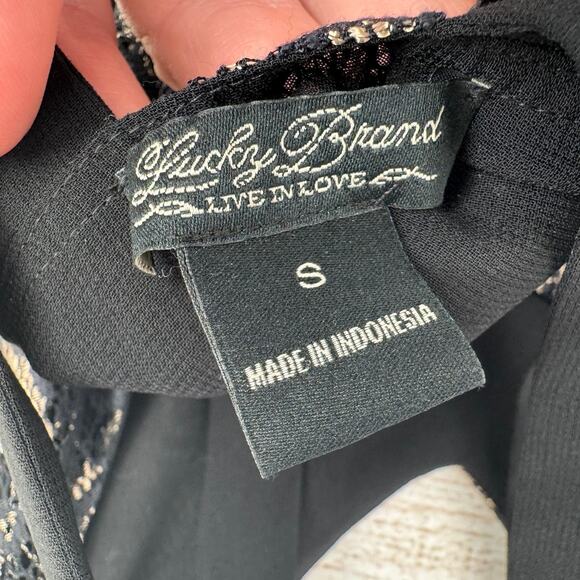 Lucky Brand
LIVE IN LOVE
S
MADE IN INDONESIA